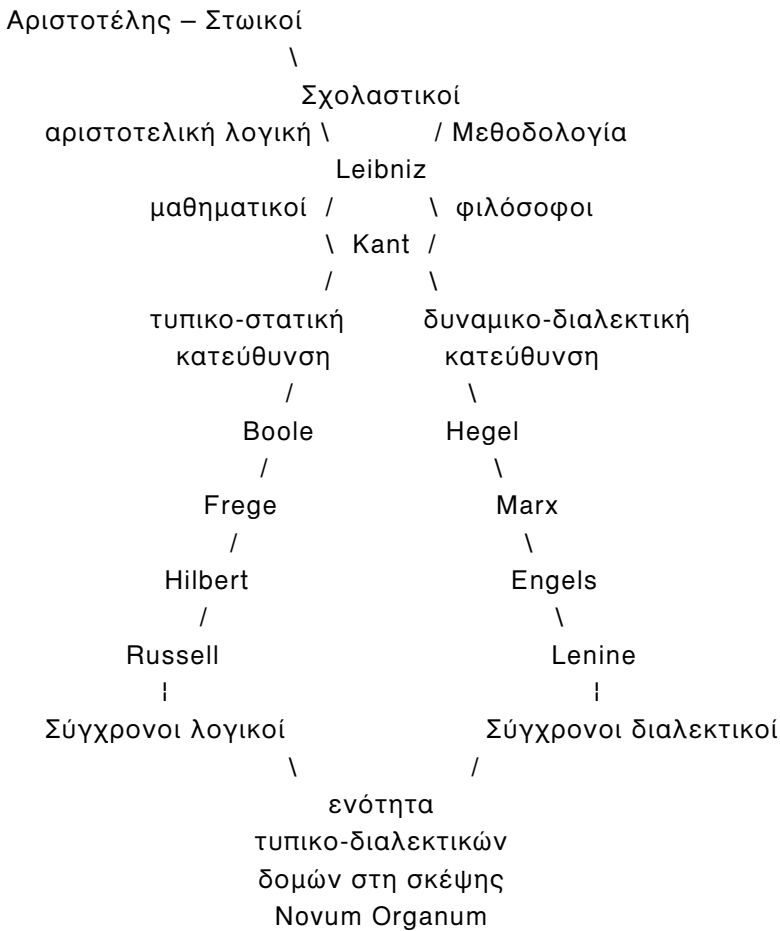 Αριστοτέλης – Στωικοί
\
Σχολαστικοί
αριστοτελική λογική \ / Μεθοδολογία
Leibniz
μαθηματικοί / \ φιλόσοφοι
\ Kant /
/ \
τυπικο-στατική δυναμικο-διαλεκτική
κατεύθυνση κατεύθυνση
/ \
Boole Hegel
/ \
Frege Marx
/ \
Hilbert Engels
/ \
Russell Lenine
¦ ¦
Σύγχρονοι λογικοί Σύγχρονοι διαλεκτικοί
\ /
ενότητα
τυπικο-διαλεκτικών
δομών στη σκέψης
Novum Organum